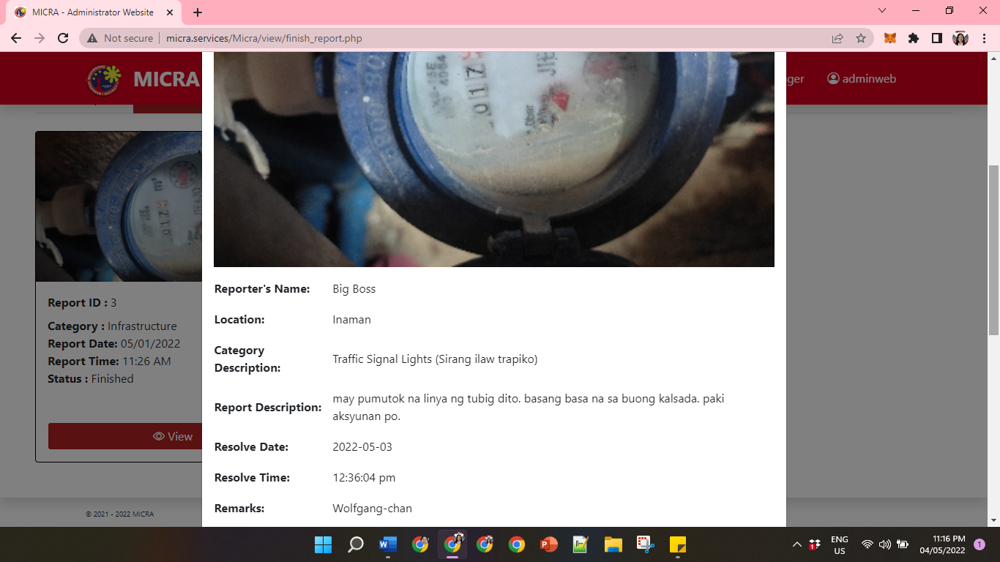 MICRA - Administrator Website
Not secure
micra.services/Micra/view/finish_report.php
MICRA
adminweb
Report ID : 3
Category : Infrastructure
Report Date: 05/01/2022
Report Time: 11:26 AM
Status : Finished
View
Reporter's Name: Big Boss
Location: Inaman
Category
Description:
Traffic Signal Lights (Sirang ilaw trapiko)
Report Description:
may pumutok na linya ng tubig dito. basang basa na sa buong kalsada. paki
aksyunan po.
Resolve Date: 2022-05-03
Resolve Time: 12:36:04 pm
Remarks: Wolfgang-chan
© 2021 - 2022 MICRA
ENG
US
11:16 PM
04/05/2022
1